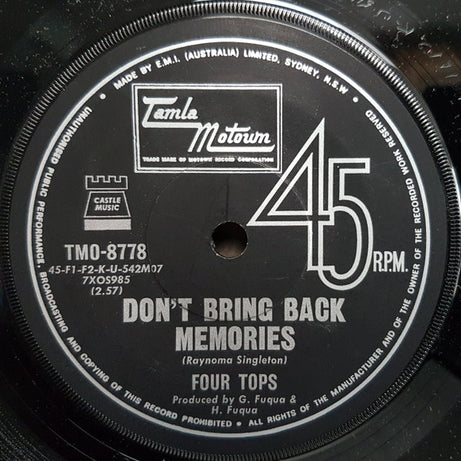 MADE BY E.M.I. (AUSTRALIA) LIMITED, SYDNEY, N.S.W. • ALL RIGHTS OF THE MANUFACTURER AND OF THE OWNER OF THE RECORDED WORK RESERVED
UNAUTHORISED PUBLIC PERFORMANCE, BROADCASTING AND COPYING OF THIS RECORD PROHIBITED •
Tamla
Motown
TRADE MARK OF MOTOWN RECORD CORPORATION
45
R.P.M.
CASTLE
MUSIC
TMO-8778
45-F1-F2-K-U-542M07
7XOS985
(2.57)
DON'T BRING BACK
MEMORIES
(Raynoma Singleton)
FOUR TOPS
Produced by G. Fuqua &
H. Fuqua